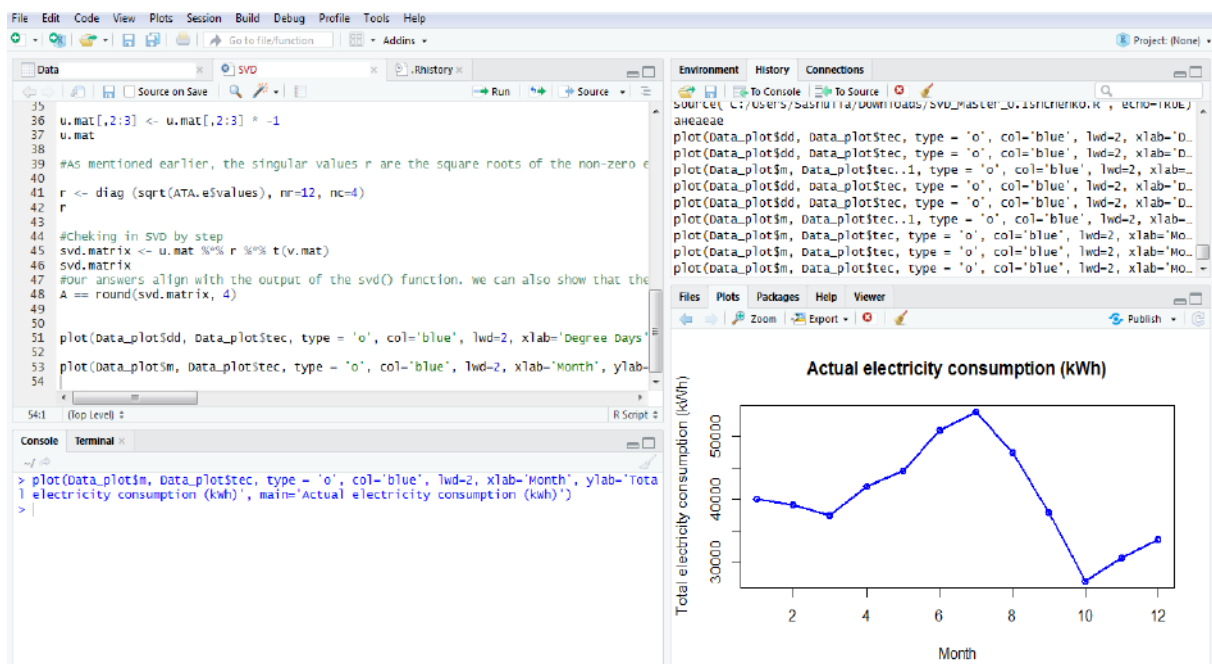 File Edit Code View Plots Session Build Debug Profile Tools Help
Go to file/function Addins Project: (None)
Data SVD .Rhistory
Source on Save Run Source
35
36 u.mat[,2:3] <- u.mat[,2:3] * -1
37 u.mat
38
39 #As mentioned earlier, the singular values r are the square roots of the non-zero e
40
41 r <- diag (sqrt(ATA.e$values), nr=12, nc=4)
42 r
43
44 #Cheking in SVD by step
45 svd.matrix <- u.mat %*% r %*% t(v.mat)
46 svd.matrix
47 #our answers align with the output of the svd() function. we can also show that the
48 A == round(svd.matrix, 4)
49
50
51 plot(Data_plot$dd, Data_plot$tec, type = 'o', col='blue', lwd=2, xlab='Degree Days'
52
53 plot(Data_plot$m, Data_plot$tec, type = 'o', col='blue', lwd=2, xlab='Month', ylab=
54
54:1 (Top Level) R Script
Console Terminal
~/
> plot(Data_plot$m, Data_plot$tec, type = 'o', col='blue', lwd=2, xlab='Month', ylab='Tota
l electricity consumption (kWh)', main='Actual electricity consumption (kWh)')
>
Environment History Connections
To Console To Source
source('C:/Users/Sashulia/Downloads/SVD_Master_O.Ishchenko.R', echo=TRUE)
анеаеае
plot(Data_plot$dd, Data_plot$tec, type = 'o', col='blue', lwd=2, xlab='D…
plot(Data_plot$dd, Data_plot$tec, type = 'o', col='blue', lwd=2, xlab='D…
plot(Data_plot$m, Data_plot$tec..1, type = 'o', col='blue', lwd=2, xlab=…
plot(Data_plot$dd, Data_plot$tec, type = 'o', col='blue', lwd=2, xlab='D…
plot(Data_plot$dd, Data_plot$tec, type = 'o', col='blue', lwd=2, xlab='D…
plot(Data_plot$m, Data_plot$tec..1, type = 'o', col='blue', lwd=2, xlab=…
plot(Data_plot$m, Data_plot$tec, type = 'o', col='blue', lwd=2, xlab='Mo…
plot(Data_plot$m, Data_plot$tec, type = 'o', col='blue', lwd=2, xlab='Mo…
plot(Data_plot$m, Data_plot$tec, type = 'o', col='blue', lwd=2, xlab='Mo…
Files Plots Packages Help Viewer
Zoom Export Publish
Actual electricity consumption (kWh)
Total electricity consumption (kWh)
50000
40000
30000
2 4 6 8 10 12
Month